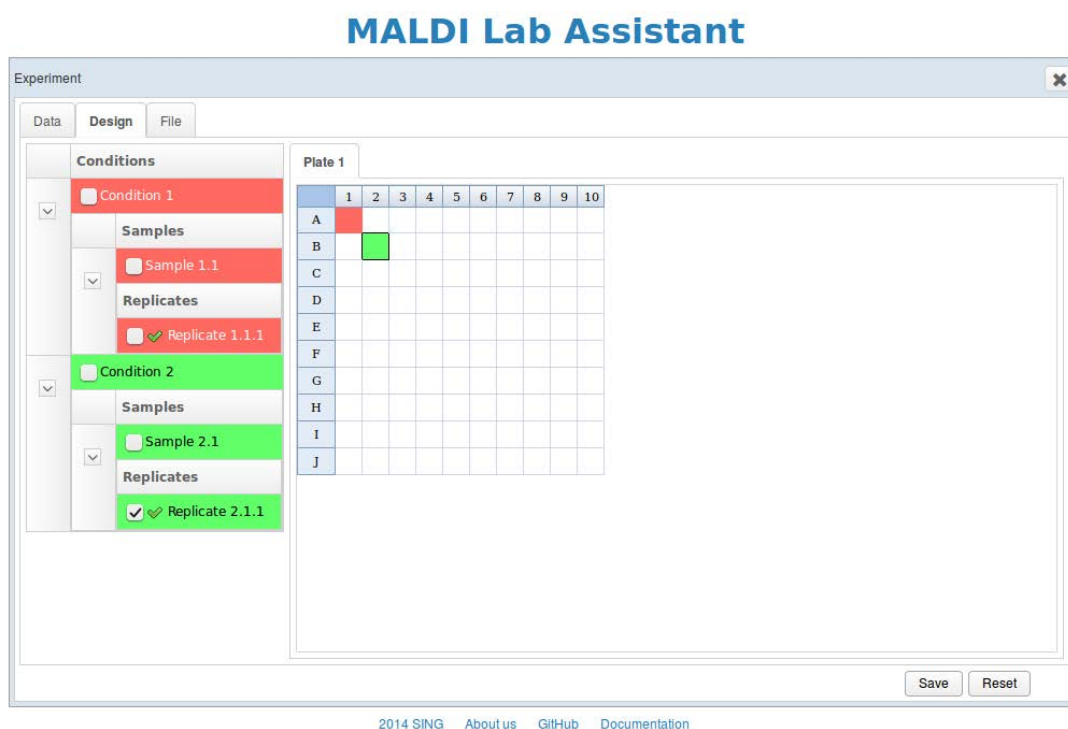 MALDI Lab Assistant
Experiment
Data Design File
Conditions
Condition 1
Samples
Sample 1.1
Replicates
Replicate 1.1.1
Condition 2
Samples
Sample 2.1
Replicates
Replicate 2.1.1
Plate 1
1 2 3 4 5 6 7 8 9 10
A
B
C
D
E
F
G
H
I
J
Save Reset
2014 SING About us GitHub Documentation